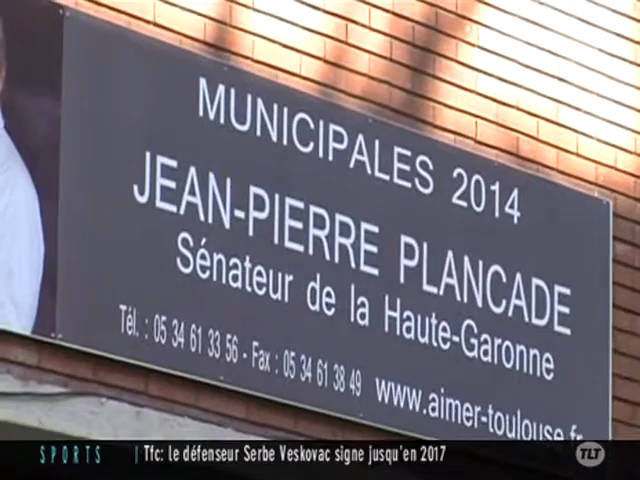 MUNICIPALES 2014
JEAN-PIERRE PLANCADE
Sénateur de la Haute-Garonne
Tél. : 05 34 61 33 56 - Fax : 05 34 61 38 49 www.aimer-toulouse.fr
SPORTS Tfc: le défenseur Serbe Veskovac signe jusqu'en 2017
TLT